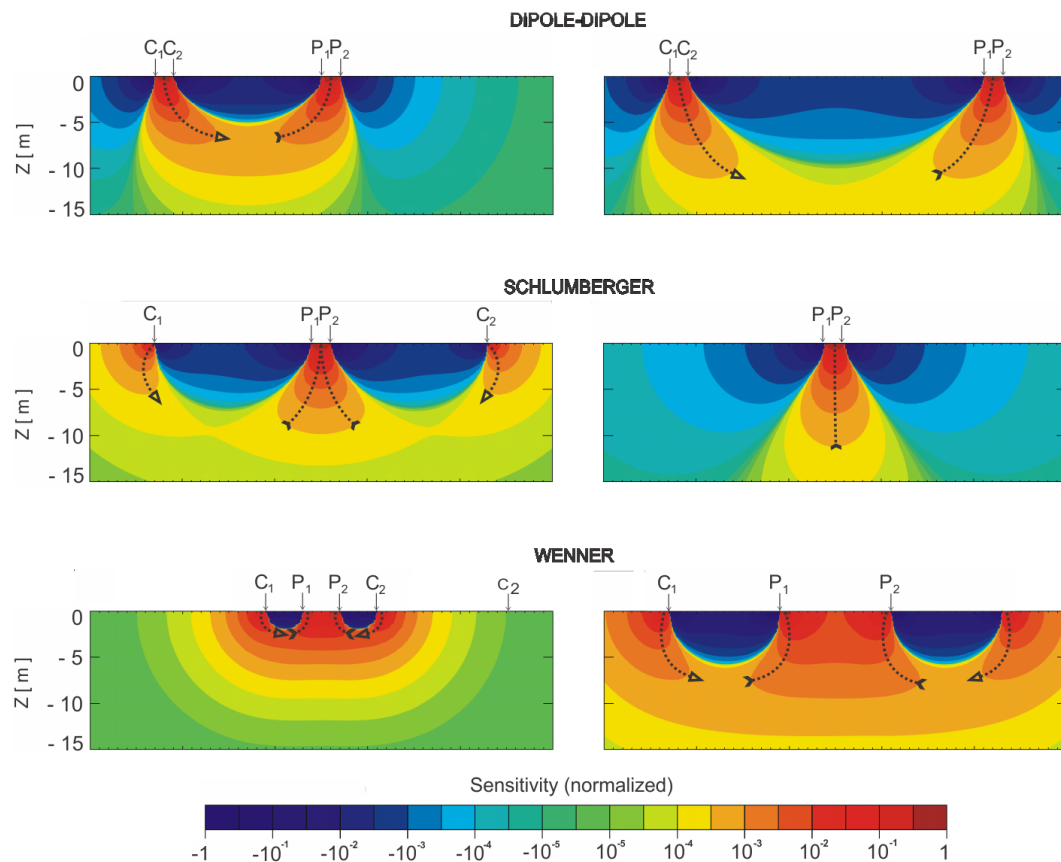 DIPOLE-DIPOLE
C1C2 P1P2 C1C2 P1P2
0
- 5
- 10
- 15
Z [ m ]
SCHLUMBERGER
C1 P1P2 C2 P1P2
0
- 5
- 10
- 15
Z [ m ]
WENNER
C1 P1 P2 C2 C2 C1 P1 P2
0
- 5
- 10
- 15
Z [ m ]
Sensitivity (normalized)
-1 -10^-1 -10^-2 -10^-3 -10^-4 -10^-5 10^-5 10^-4 10^-3 10^-2 10^-1 1